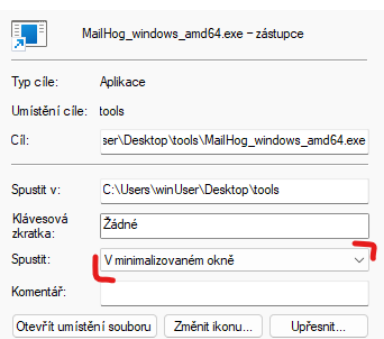 MailHog_windows_amd64.exe – zástupce
Typ cíle: Aplikace
Umístění cíle: tools
Cíl: ser\Desktop\tools\MailHog_windows_amd64.exe
Spustit v: C:\Users\winUser\Desktop\tools
Klávesová zkratka: Žádné
Spustit: V minimalizovaném okně
Komentář:
Otevřít umístění souboru Změnit ikonu... Upřesnit...